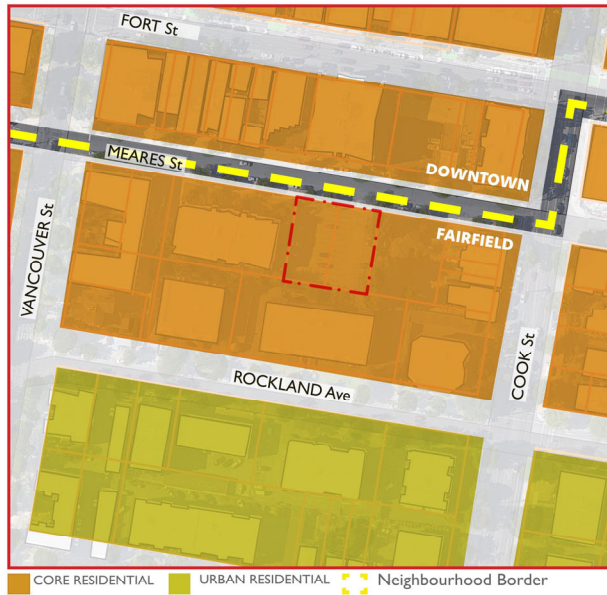 FORT St
MEARES St
DOWNTOWN
FAIRFIELD
VANCOUVER St
COOK St
ROCKLAND Ave
CORE RESIDENTIAL
URBAN RESIDENTIAL
Neighbourhood Border